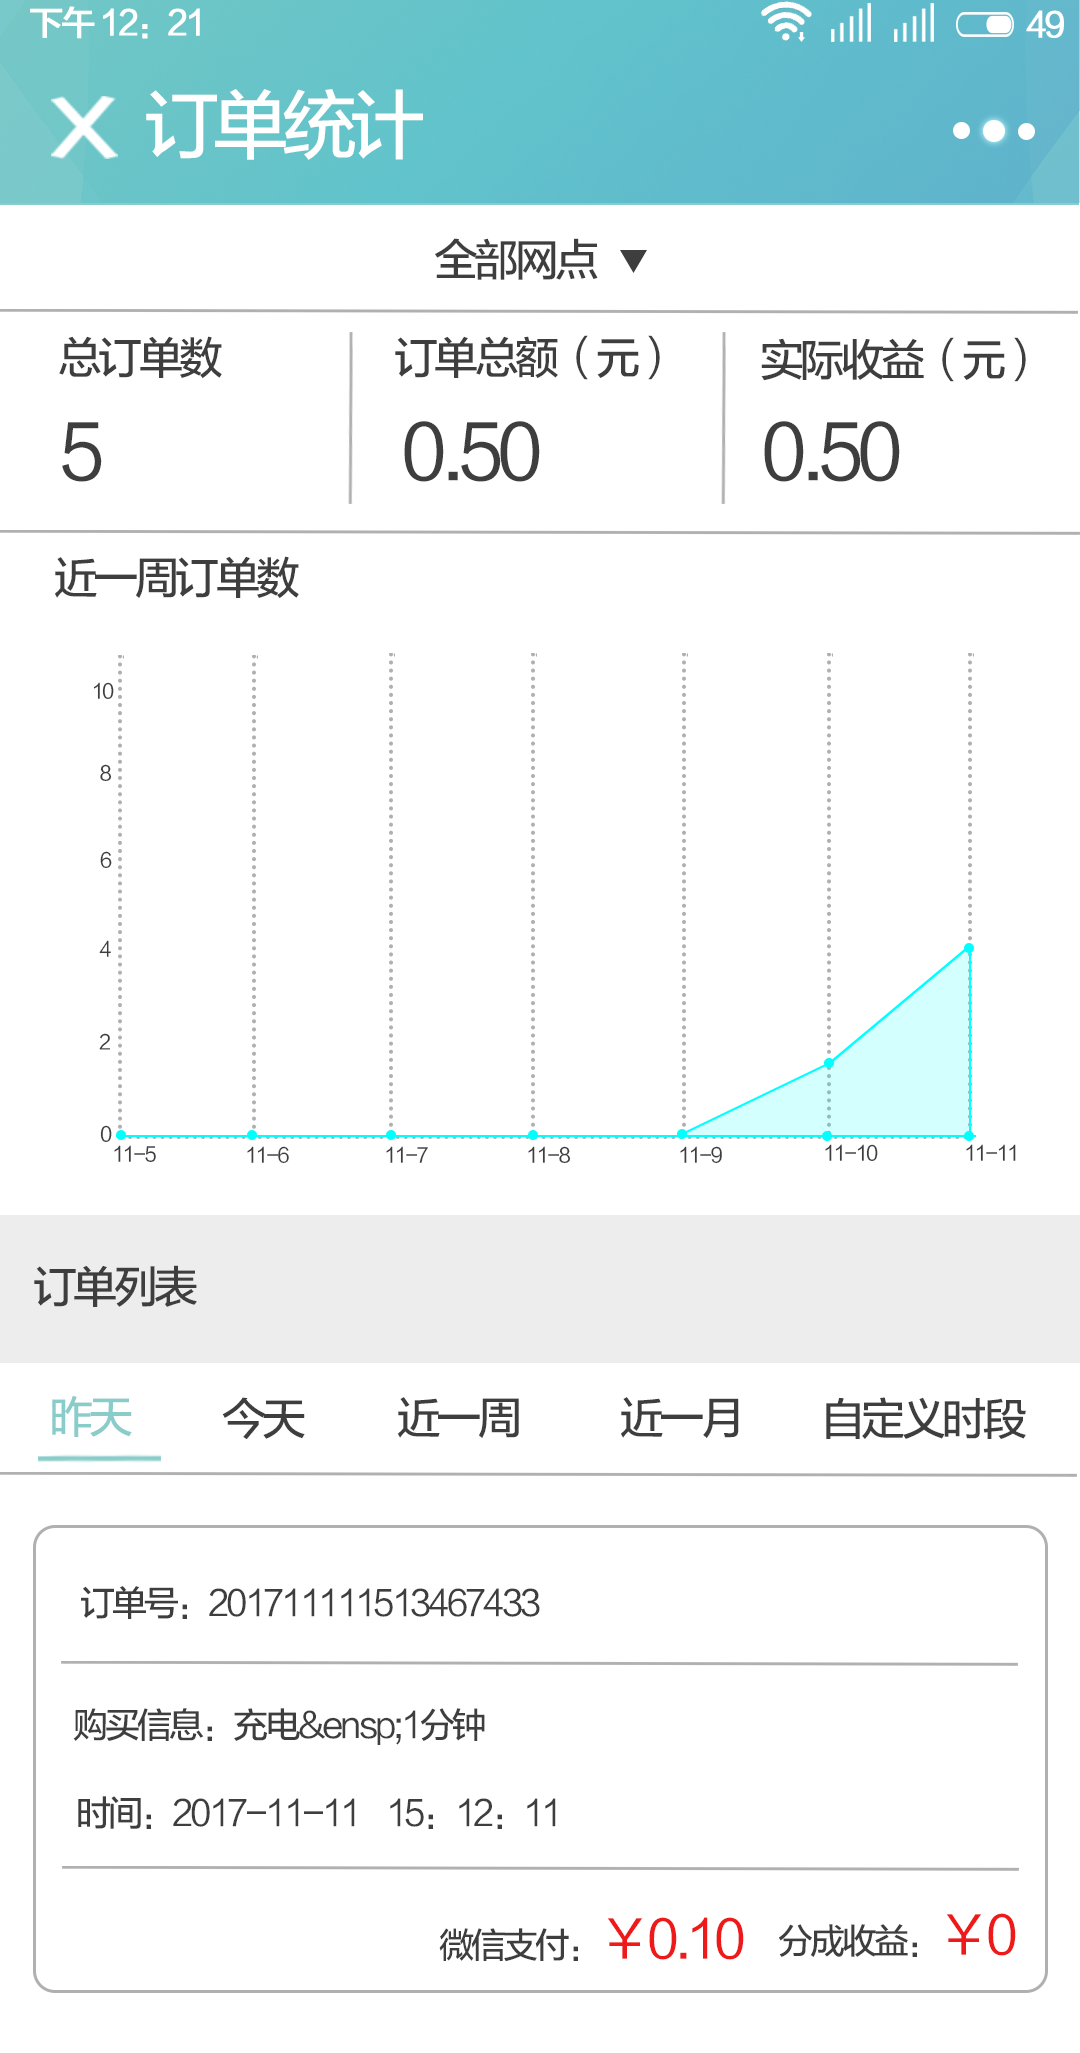 下午12：21 49
X 订单统计
全部网点 ▼
总订单数 订单总额（元） 实际收益（元）
5 0.50 0.50
近一周订单数
10
8
6
4
2
0
11-5 11-6 11-7 11-8 11-9 11-10 11-11
订单列表
昨天 今天 近一周 近一月 自定义时段
订单号：201711111513467433
购买信息：充电&ensp;1分钟
时间：2017-11-11 15：12：11
微信支付：￥0.10 分成收益：￥0